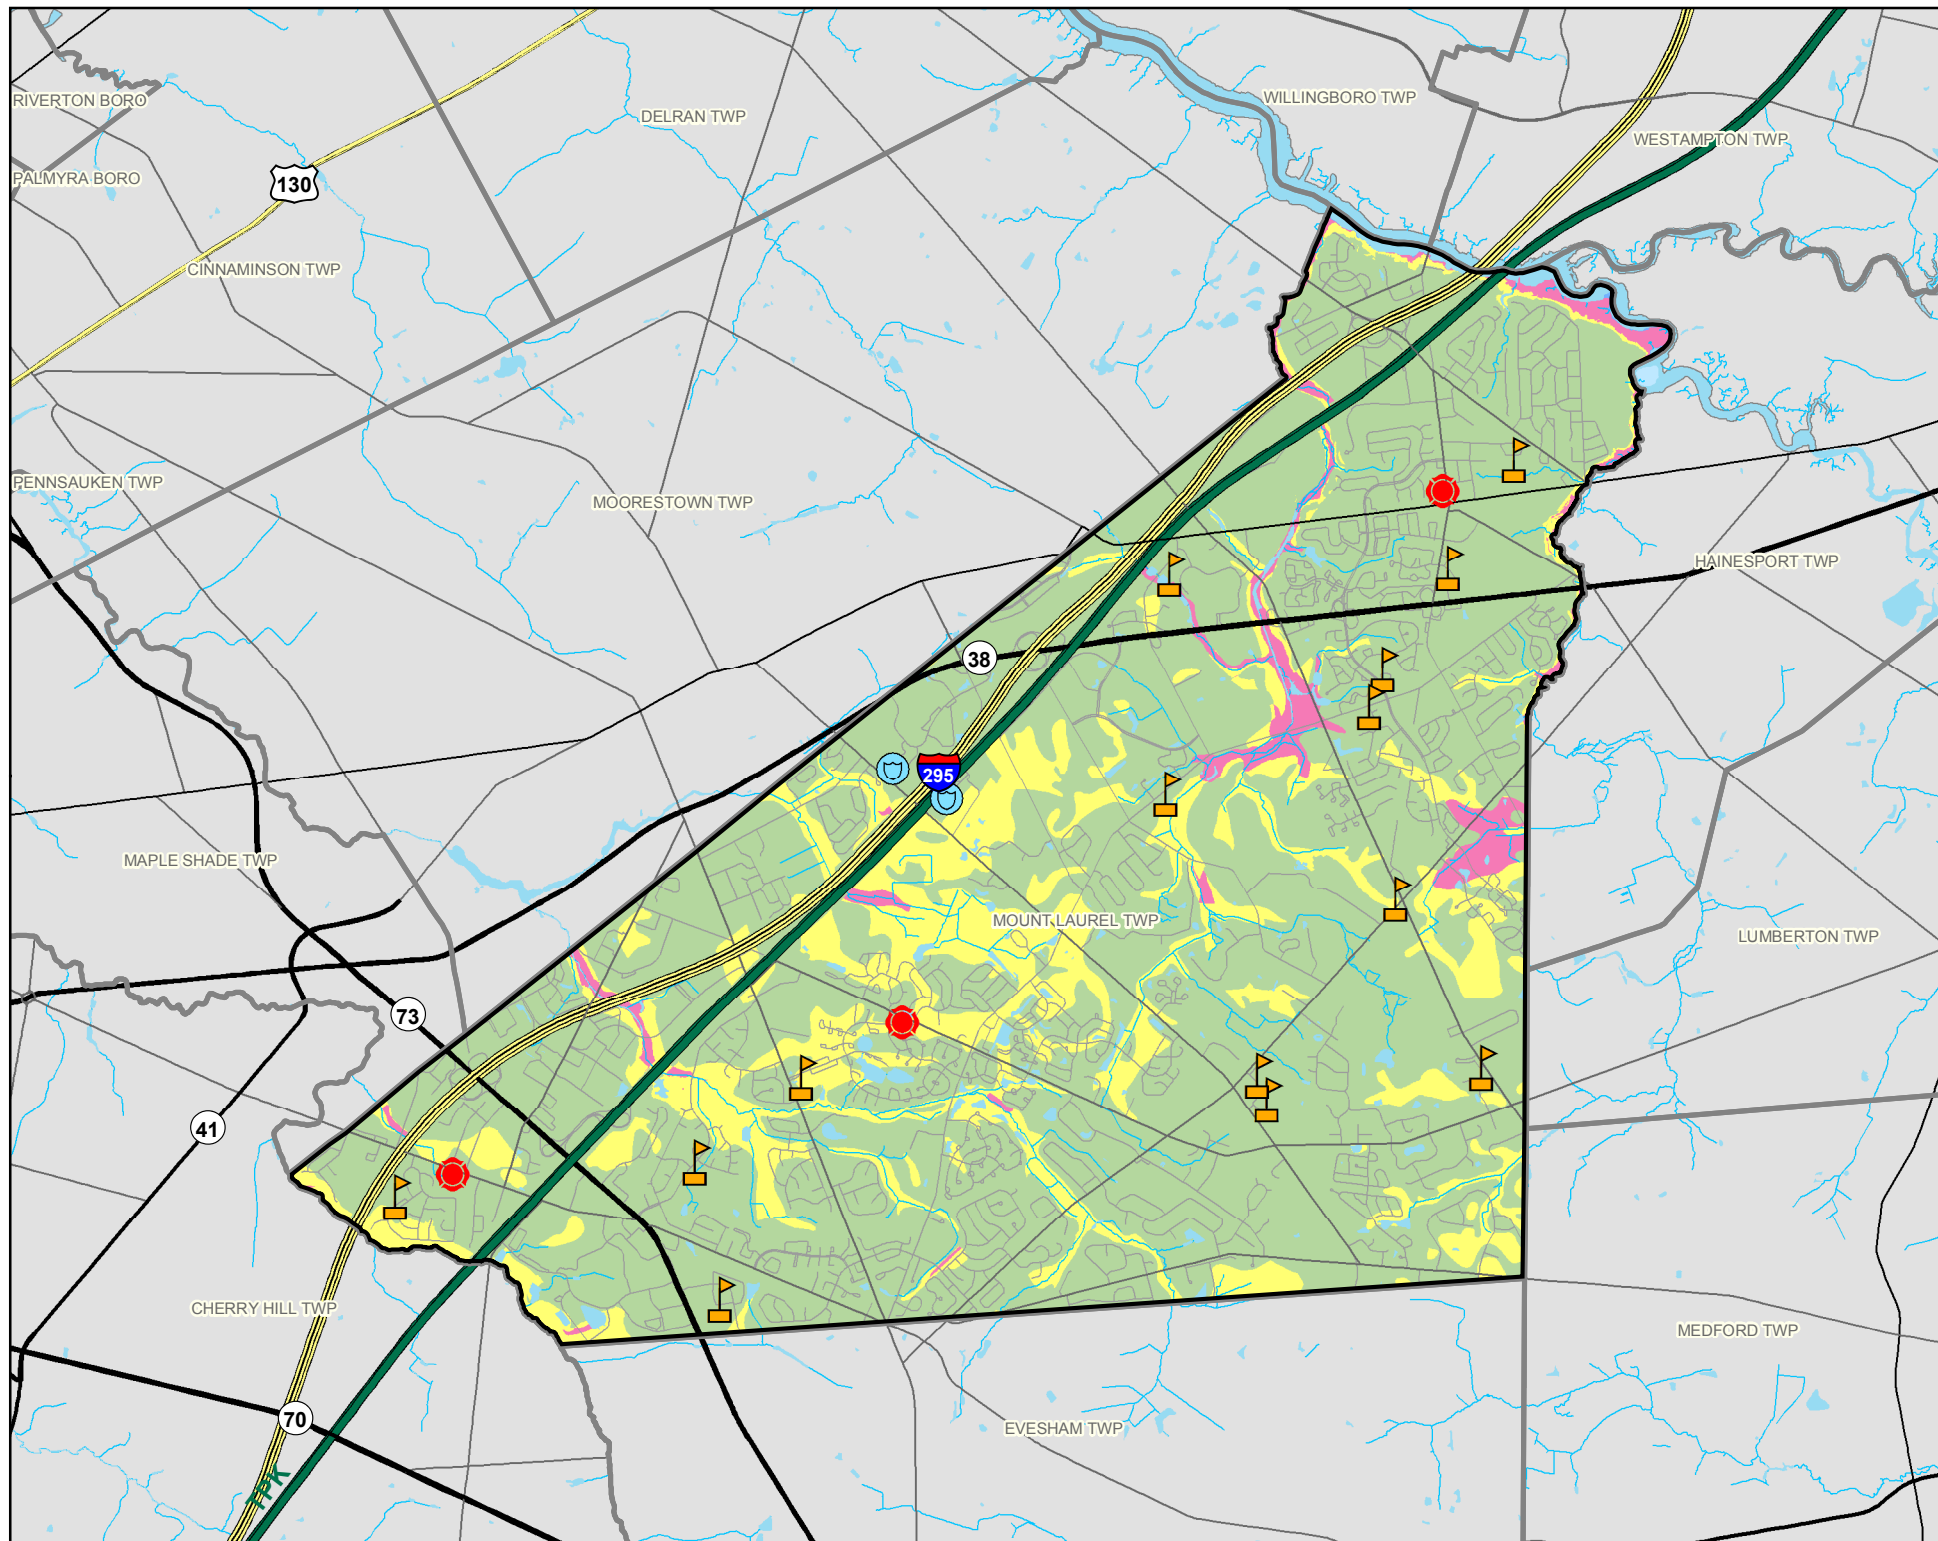 RIVERTON BORO
WILLINGBORO TWP
DELRAN TWP
WESTAMPTON TWP
PALMYRA BORO
130
CINNAMINSON TWP
PENNSAUKEN TWP
MOORESTOWN TWP
HAINESPORT TWP
38
295
MAPLE SHADE TWP
MOUNT LAUREL TWP
LUMBERTON TWP
73
41
CHERRY HILL TWP
MEDFORD TWP
70
EVESHAM TWP
TPK